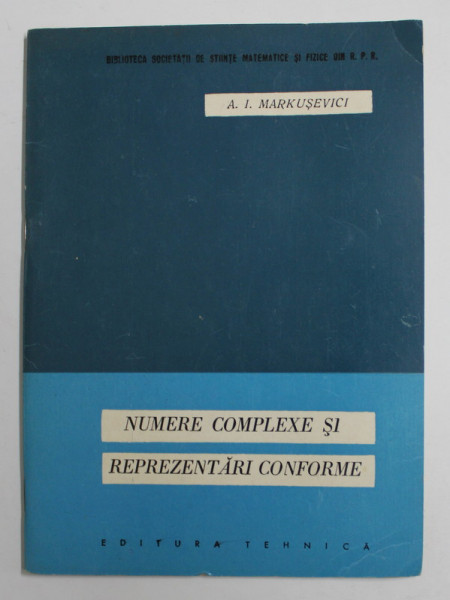 BIBLIOTECA SOCIETĂȚII DE ȘTIINȚE MATEMATICE ȘI FIZICE DIN R. P. R.
A. I. MARKUȘEVICI
NUMERE COMPLEXE ȘI
REPREZENTĂRI CONFORME
EDITURA TEHNICĂ